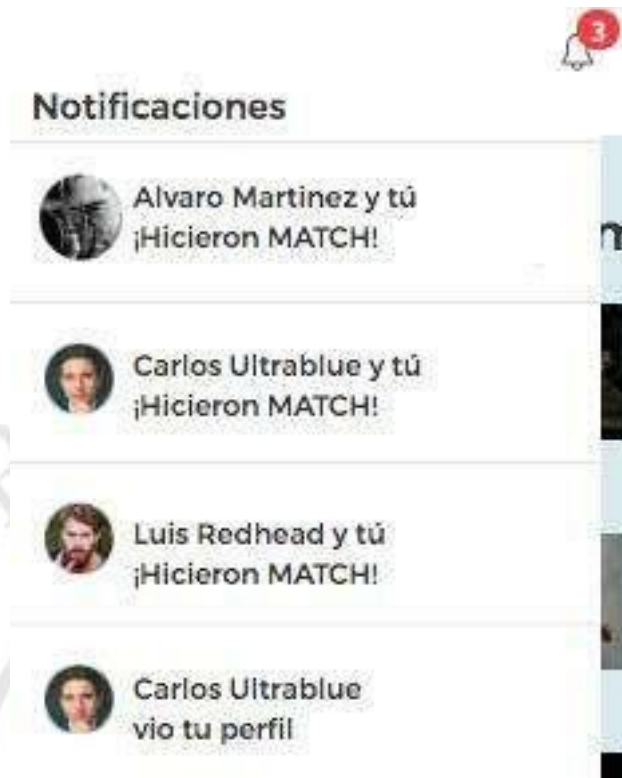 3
Notificaciones
Alvaro Martinez y tú
¡Hicieron MATCH!
Carlos Ultrablue y tú
¡Hicieron MATCH!
Luis Redhead y tú
¡Hicieron MATCH!
Carlos Ultrablue
vio tu perfil